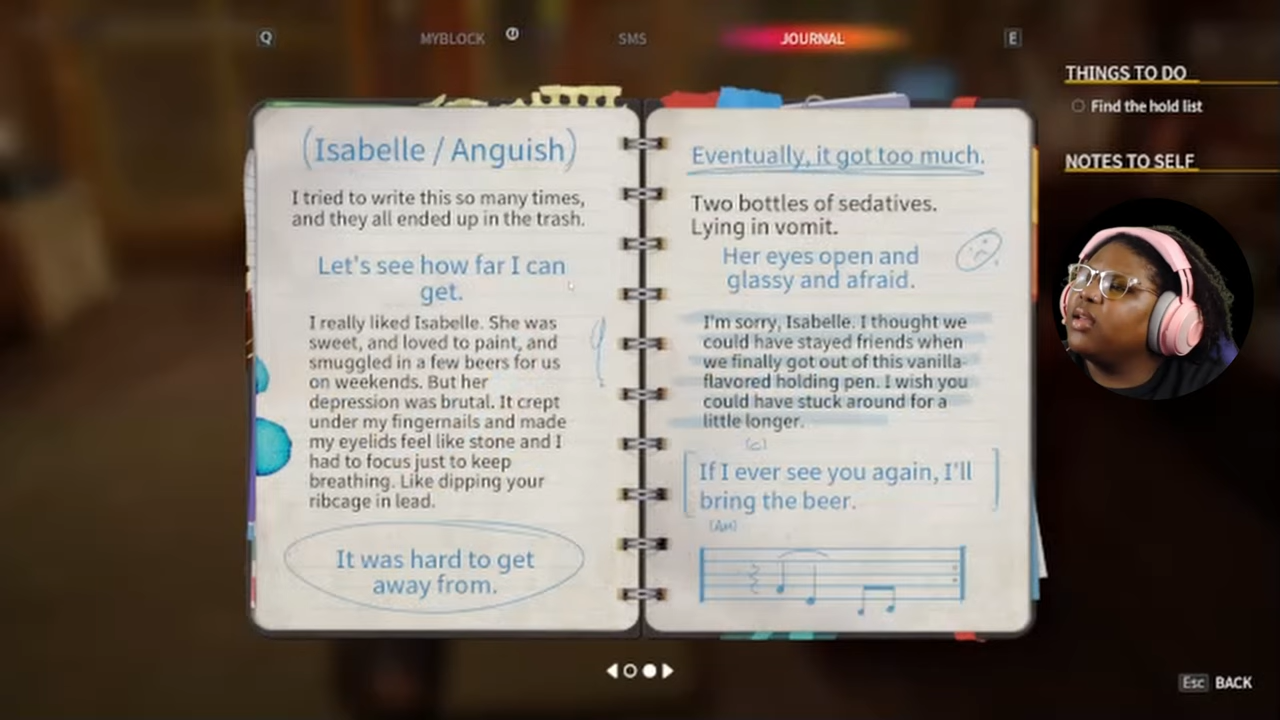 Q
MYBLOCK
SMS
JOURNAL
E
THINGS TO DO
Find the hold list
NOTES TO SELF
(Isabelle / Anguish)
I tried to write this so many times,
and they all ended up in the trash.
Let's see how far I can
get.
I really liked Isabelle. She was
sweet, and loved to paint, and
smuggled in a few beers for us
on weekends. But her
depression was brutal. It crept
under my fingernails and made
my eyelids feel like stone and I
had to focus just to keep
breathing. Like dipping your
ribcage in lead.
It was hard to get
away from.
Eventually, it got too much.
Two bottles of sedatives.
Lying in vomit.
Her eyes open and
glassy and afraid.
I'm sorry, Isabelle. I thought we
could have stayed friends when
we finally got out of this vanilla-
flavored holding pen. I wish you
could have stuck around for a
little longer.
(C)
If I ever see you again, I'll
bring the beer.
(Am)
Esc BACK